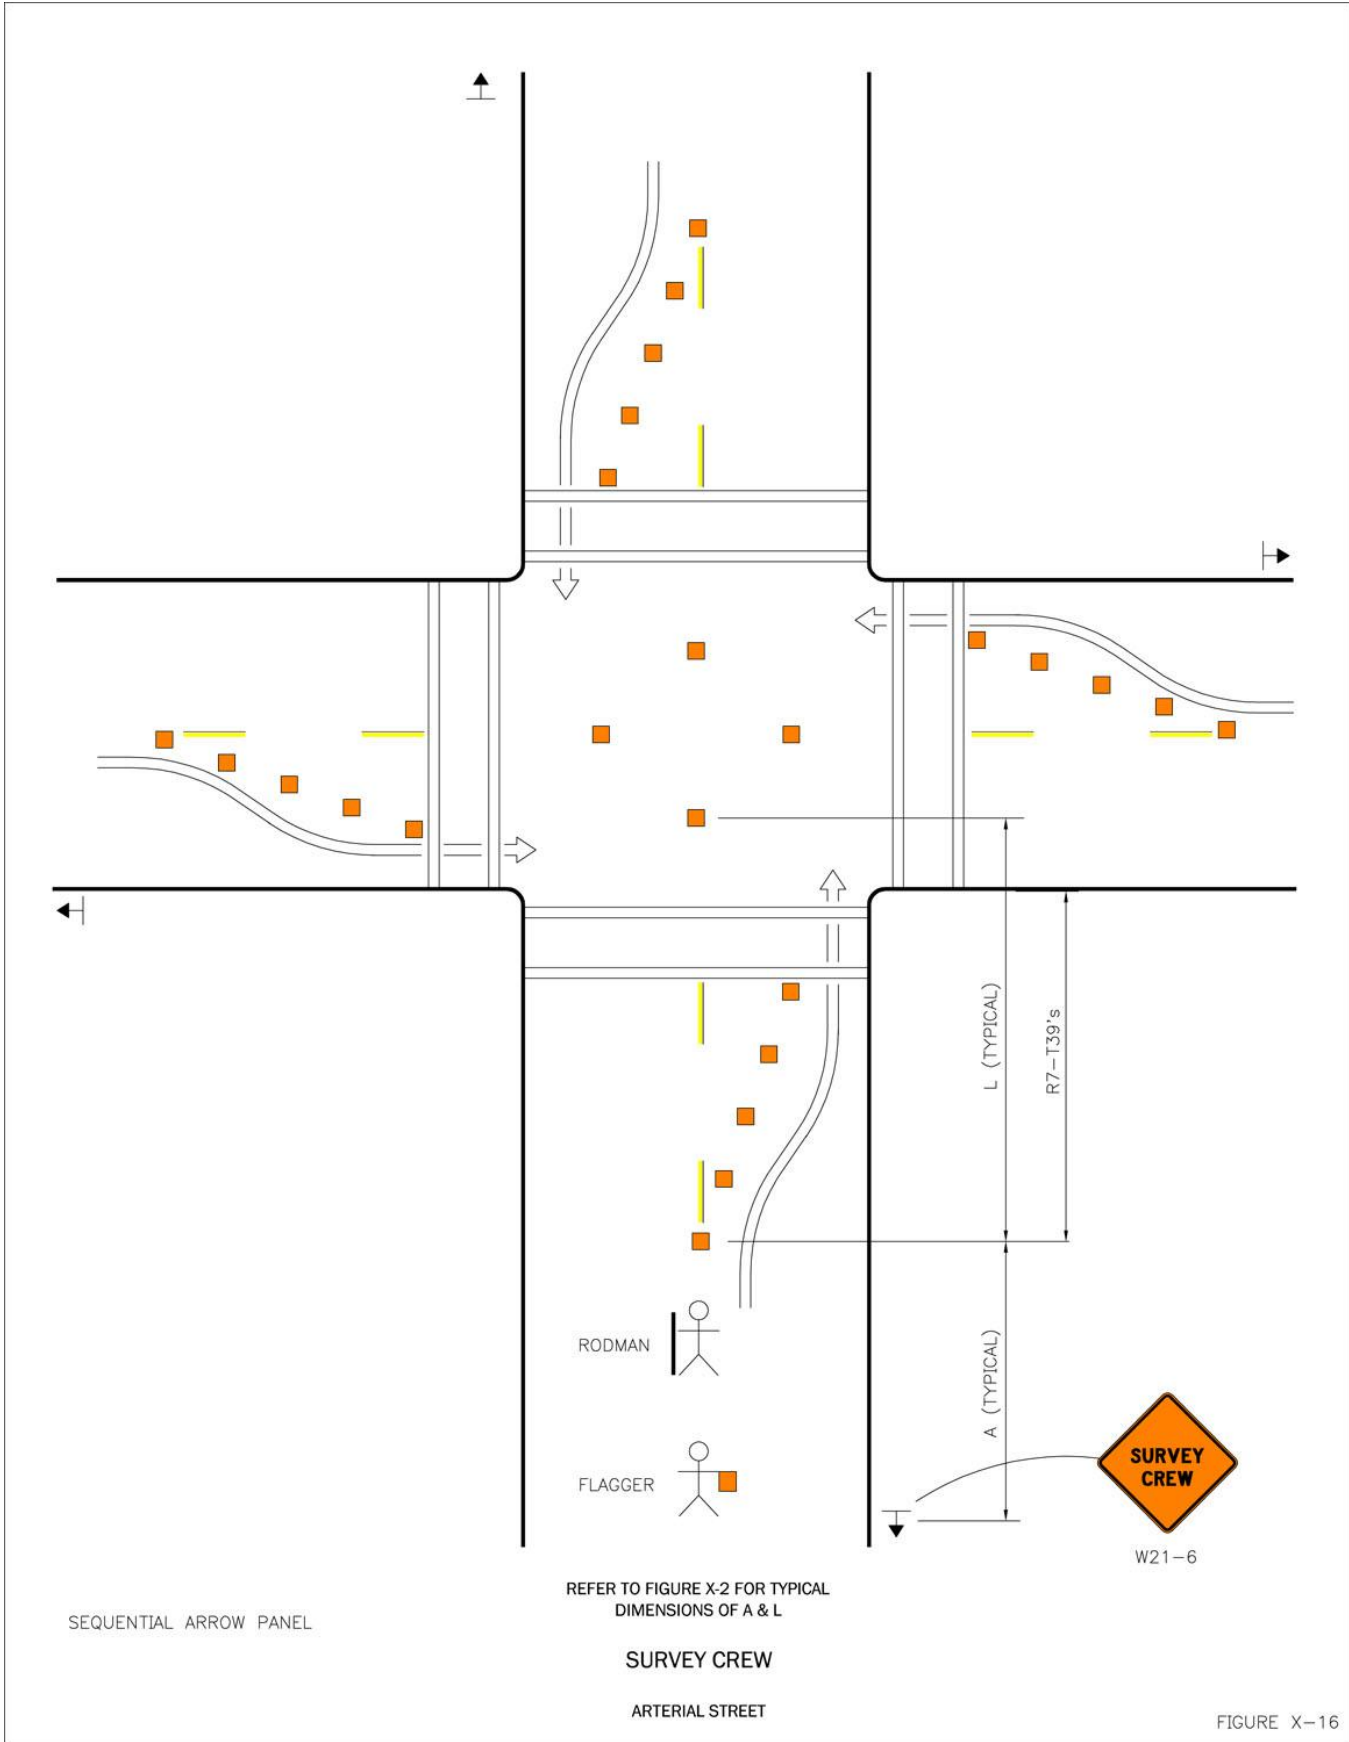 L (TYPICAL)
R7-T39's
RODMAN
A (TYPICAL)
FLAGGER
SURVEY
CREW
W21-6
REFER TO FIGURE X-2 FOR TYPICAL
DIMENSIONS OF A & L
SEQUENTIAL ARROW PANEL
SURVEY CREW
ARTERIAL STREET
FIGURE X-16